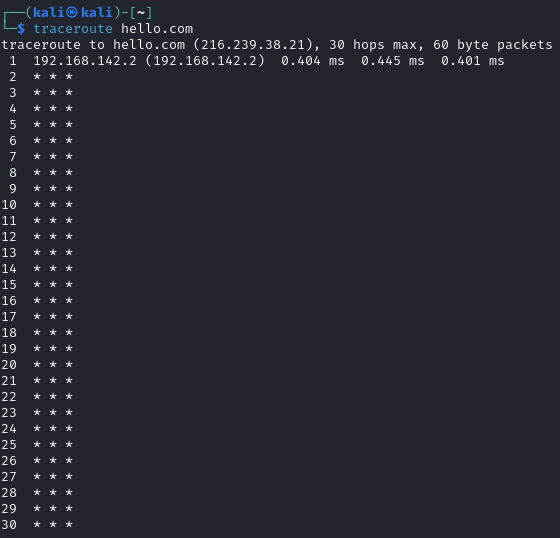 ┌──(kali㉿kali)-[~]
└─$ traceroute hello.com
traceroute to hello.com (216.239.38.21), 30 hops max, 60 byte packets
 1  192.168.142.2 (192.168.142.2)  0.404 ms  0.445 ms  0.401 ms
 2  * * *
 3  * * *
 4  * * *
 5  * * *
 6  * * *
 7  * * *
 8  * * *
 9  * * *
10  * * *
11  * * *
12  * * *
13  * * *
14  * * *
15  * * *
16  * * *
17  * * *
18  * * *
19  * * *
20  * * *
21  * * *
22  * * *
23  * * *
24  * * *
25  * * *
26  * * *
27  * * *
28  * * *
29  * * *
30  * * *